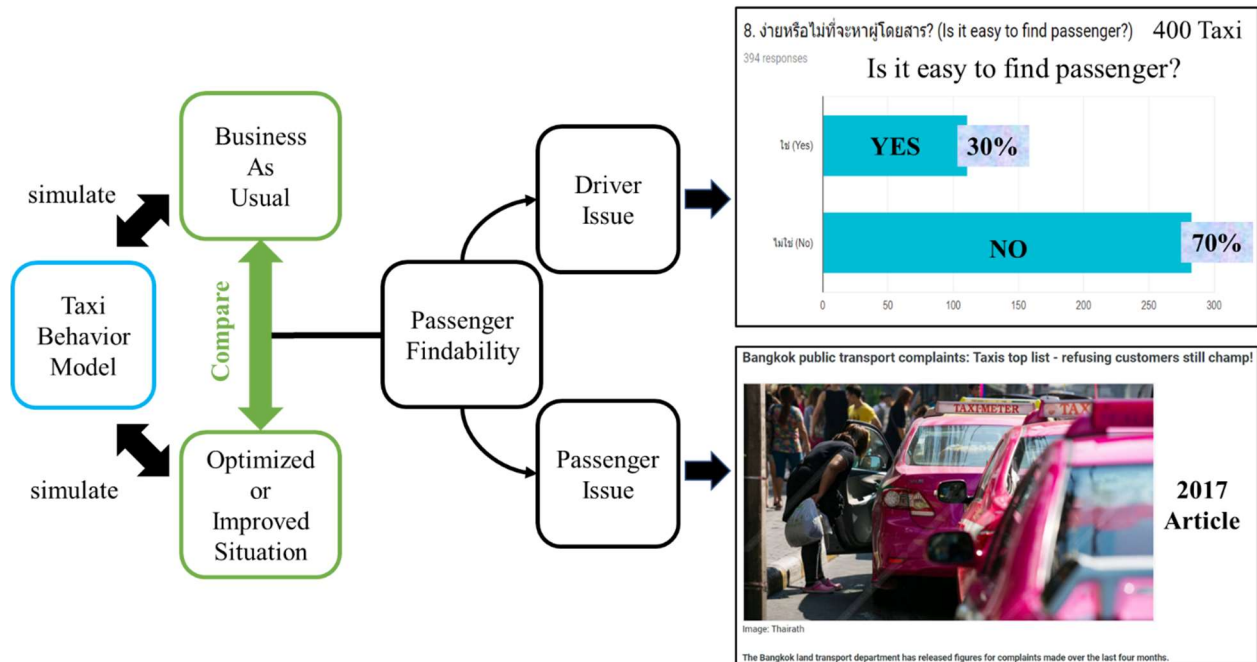 simulate
Business
As
Usual
Taxi
Behavior
Model
Compare
simulate
Optimized
or
Improved
Situation
Passenger
Findability
Driver
Issue
Passenger
Issue
8. ง่ายหรือไม่ที่จะหาผู้โดยสาร? (Is it easy to find passenger?) 400 Taxi
394 responses
Is it easy to find passenger?
ใช่ (Yes)
YES 30%
ไม่ใช่ (No)
NO 70%
0 50 100 150 200 250 300
Bangkok public transport complaints: Taxis top list - refusing customers still champ!
TAXI-METER
TAX
2017
Article
Image: Thairath
The Bangkok land transport department has released figures for complaints made over the last four months.